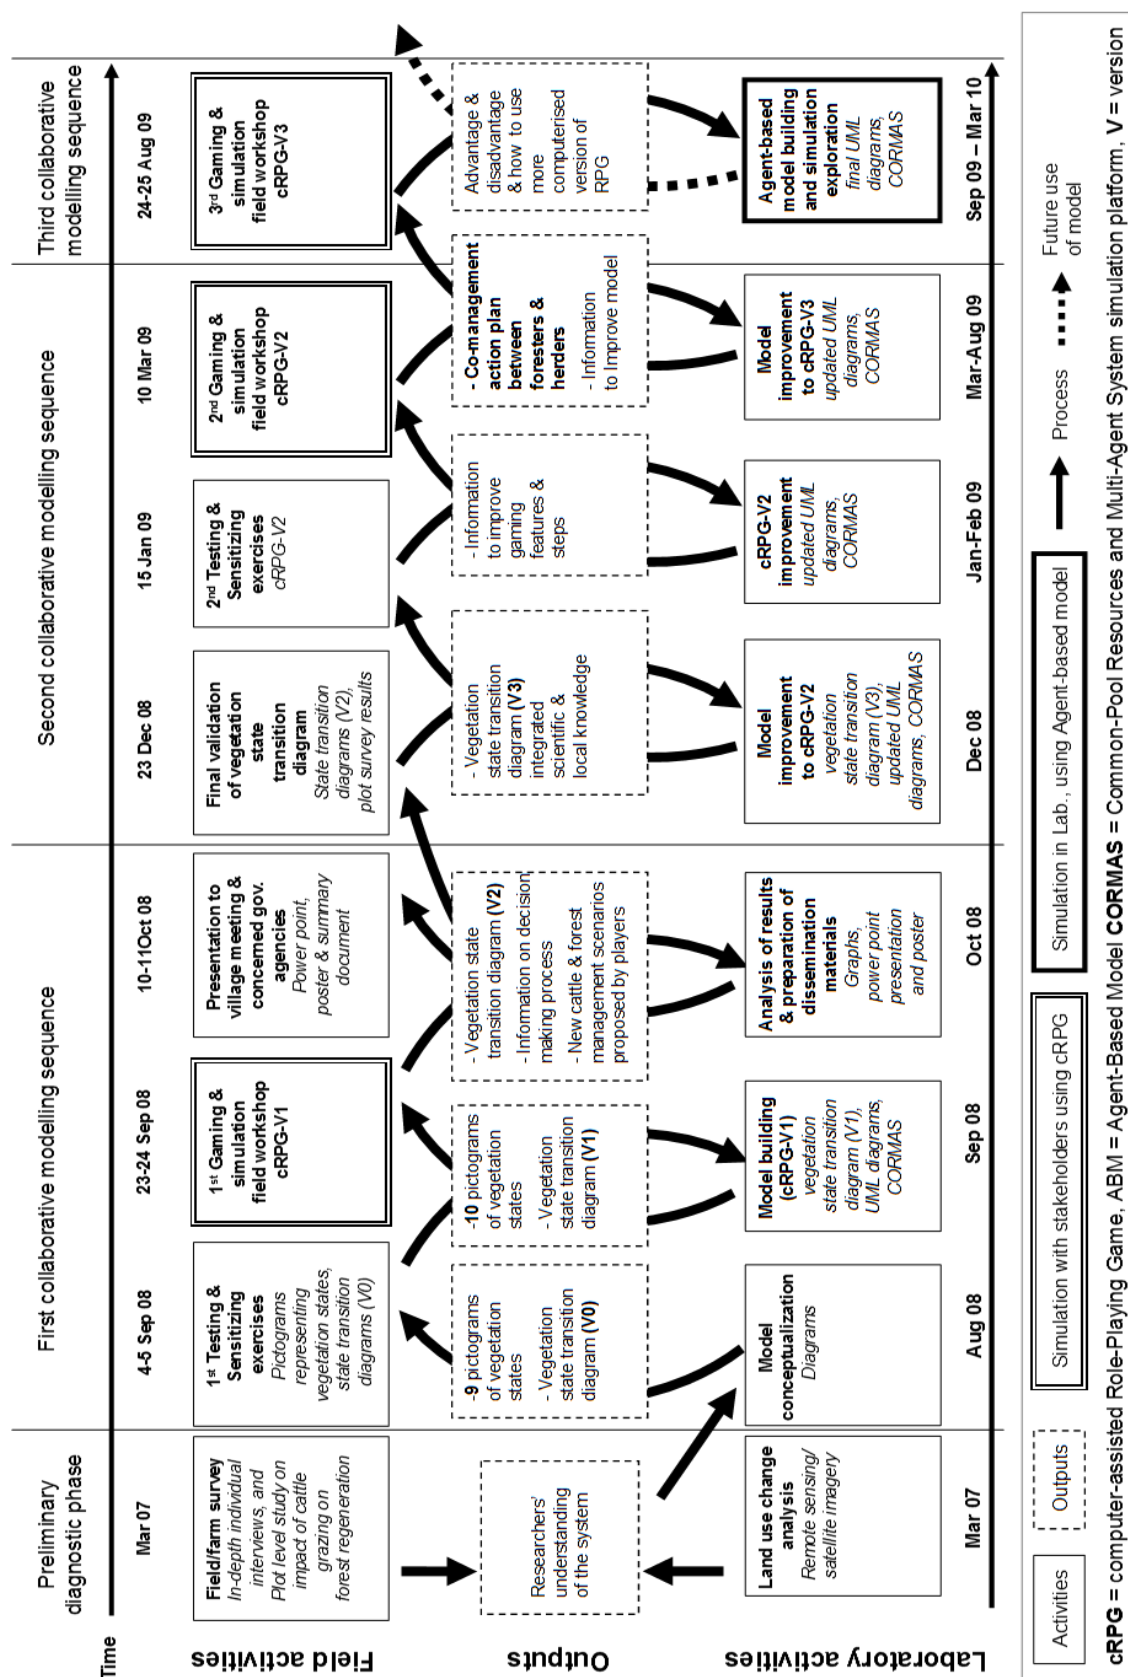 Preliminary
diagnostic phase
First collaborative modelling sequence
Second collaborative modelling sequence
Third collaborative
modelling sequence
Time
Mar 07
4-5 Sep 08
23-24 Sep 08
10-11Oct 08
23 Dec 08
15 Jan 09
10 Mar 09
24-25 Aug 09
Field activities
Field/farm survey
In-depth individual
interviews, and
Plot level study on
impact of cattle
grazing on
forest regeneration
1st Testing &
Sensitizing
exercises
Pictograms
representing
vegetation states,
state transition
diagrams (V0)
1st Gaming &
simulation
field workshop
cRPG-V1
Presentation to
village meeting &
concerned gov.
agencies
Power point,
poster & summary
document
Final validation
of vegetation
state
transition
diagram
State transition
diagrams (V2),
plot survey results
2nd Testing &
Sensitizing
exercises
cRPG-V2
2nd Gaming &
simulation
field workshop
cRPG-V2
3rd Gaming &
simulation
field workshop
cRPG-V3
Outputs
Researchers'
understanding
of the system
-9 pictograms
of vegetation
states
- Vegetation
state transition
diagram (V0)
-10 pictograms
of vegetation
states
- Vegetation
state transition
diagram (V1)
- Vegetation state
transition diagram (V2)
- Information on decision
making process
- New cattle & forest
management scenarios
proposed by players
- Vegetation
state transition
diagram (V3)
integrated
scientific &
local knowledge
- Information
to improve
gaming
features &
steps
- Co-management
action plan
between
foresters &
herders
- Information
to Improve model
Advantage &
disadvantage
& how to use
more
computerised
version of
RPG
Laboratory activities
Land use change
analysis
Remote sensing/
satellite imagery
Model
conceptualization
Diagrams
Model building
(cRPG-V1)
vegetation
state transition
diagram (V1),
UML diagrams,
CORMAS
Analysis of results
& preparation of
dissemination
materials
Graphs,
power point
presentation
and poster
Model
improvement
to cRPG-V2
vegetation
state transition
diagram (V3),
updated UML
diagrams, CORMAS
cRPG-V2
improvement
updated UML
diagrams,
CORMAS
Model
improvement
to cRPG-V3
updated UML
diagrams,
CORMAS
Agent-based
model building
and simulation
exploration
final UML
diagrams,
CORMAS
Mar 07
Aug 08
Sep 08
Oct 08
Dec 08
Jan-Feb 09
Mar-Aug 09
Sep 09 – Mar 10
Activities
Outputs
Simulation with stakeholders using cRPG
Simulation in Lab., using Agent-based model
Process
Future use
of model
cRPG = computer-assisted Role-Playing Game, ABM = Agent-Based Model CORMAS = Common-Pool Resources and Multi-Agent System simulation platform, V = version